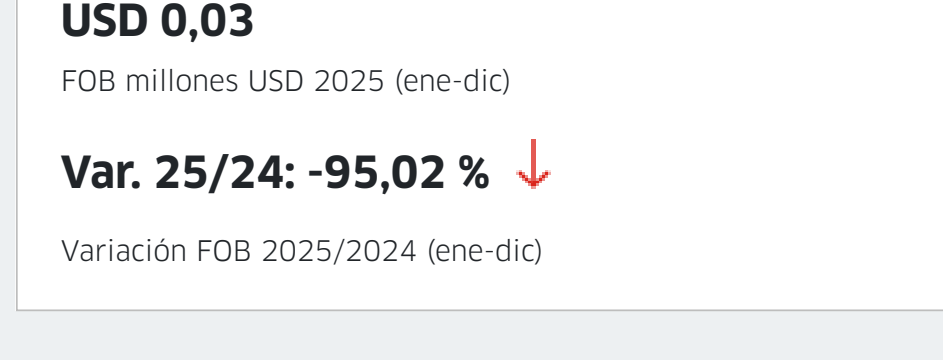 USD 0,03
FOB millones USD 2025 (ene-dic)
Var. 25/24: -95,02 %
Variación FOB 2025/2024 (ene-dic)